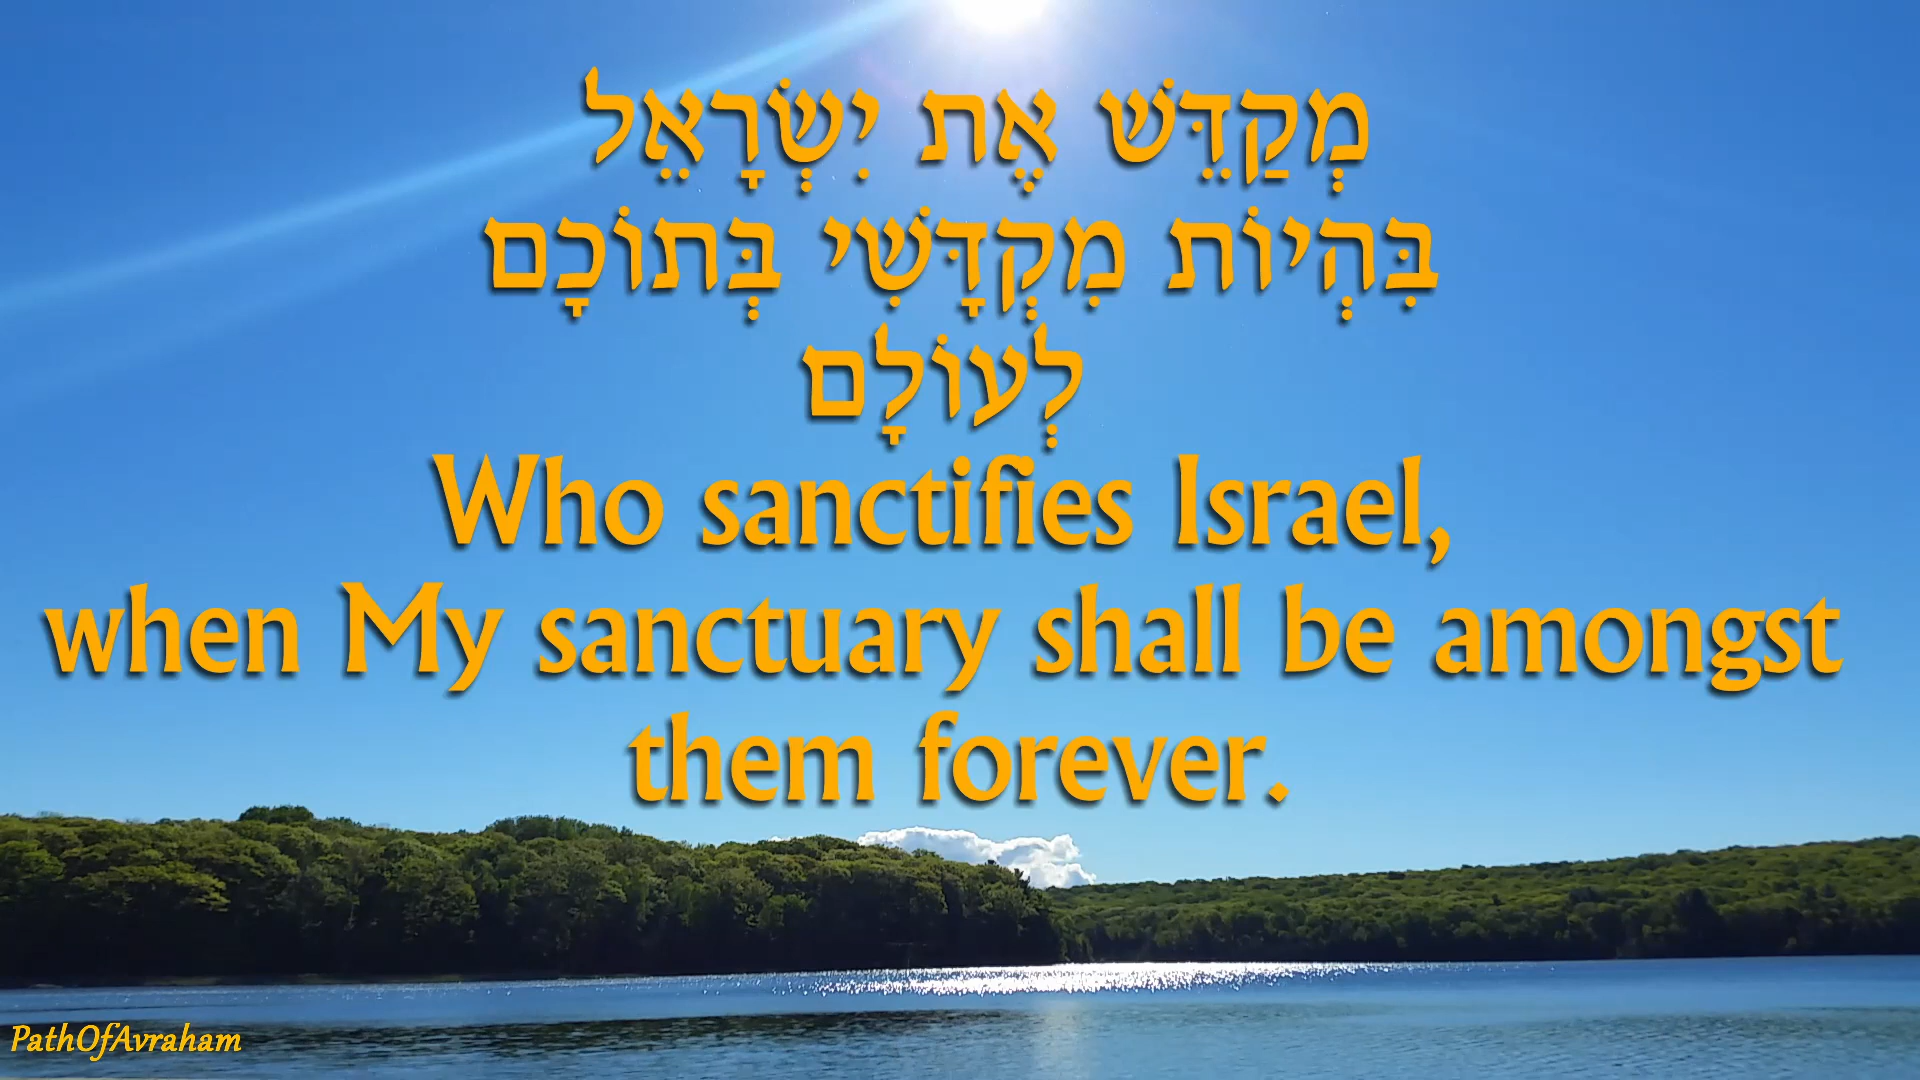 מְקַדֵּשׁ אֶת יִשְׂרָאֵל
בִּהְיוֹת מִקְדָּשִׁי בְּתוֹכָם
לְעוֹלָם
Who sanctifies Israel,
when My sanctuary shall be amongst
them forever.
PathOfAvraham